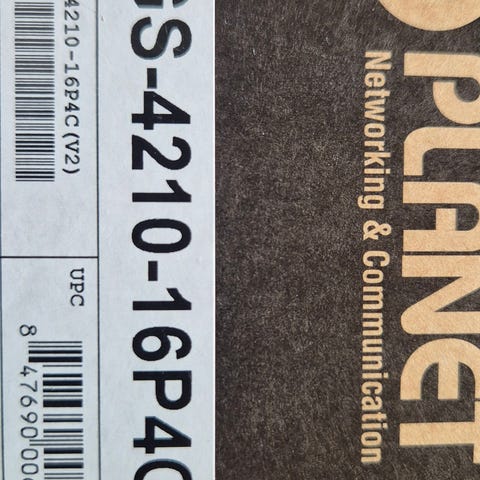 PLANET
Networking & Communication
GS-4210-16P4C
4210-16P4C(V2)
UPC
8 47690 00